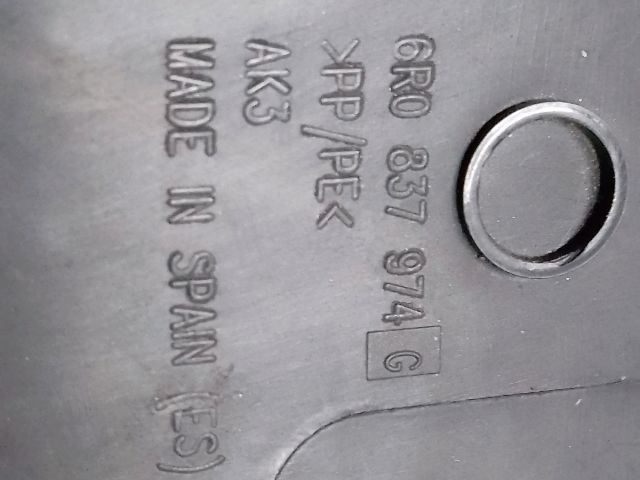 6R0 837 974 G
>PP/PE<
AK3
MADE IN SPAIN (ES)